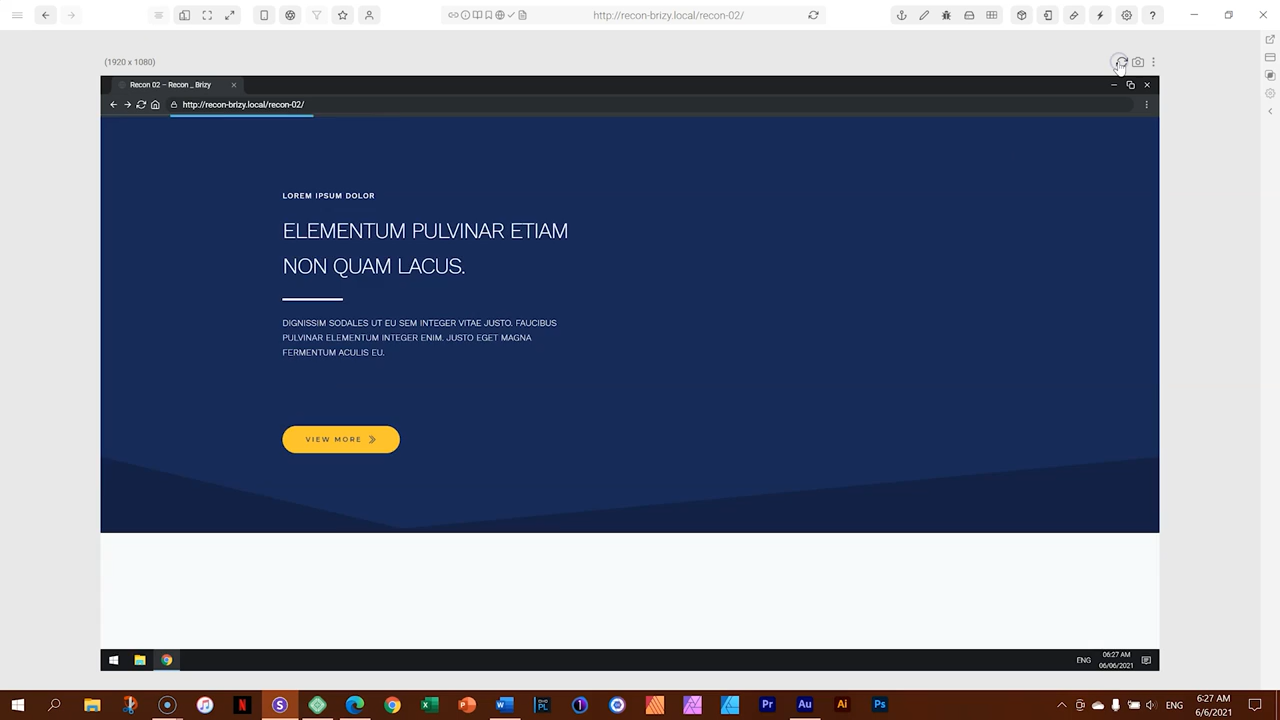 http://recon-brizy.local/recon-02/
(1920 x 1080)
Recon 02 – Recon _ Brizy
http://recon-brizy.local/recon-02/
LOREM IPSUM DOLOR
ELEMENTUM PULVINAR ETIAM
NON QUAM LACUS.
DIGNISSIM SODALES UT EU SEM INTEGER VITAE JUSTO. FAUCIBUS
PULVINAR ELEMENTUM INTEGER ENIM. JUSTO EGET MAGNA
FERMENTUM ACULIS EU.
VIEW MORE
ENG
06:27 AM
06/06/2021
ENG
6:27 AM
6/6/2021